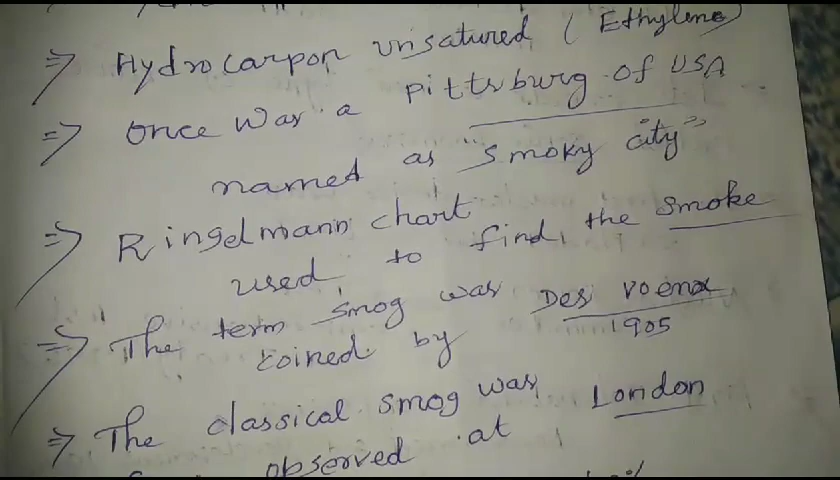 ⇒ Hydrocarpon unsatured (Ethylene)
⇒ once was a Pittsburg of USA
named as "smoky city"
⇒ Ringelmann chart
used to find the smoke
⇒ The term smog was Des voenx
coined by 1905
⇒ The classical smog was London
observed at